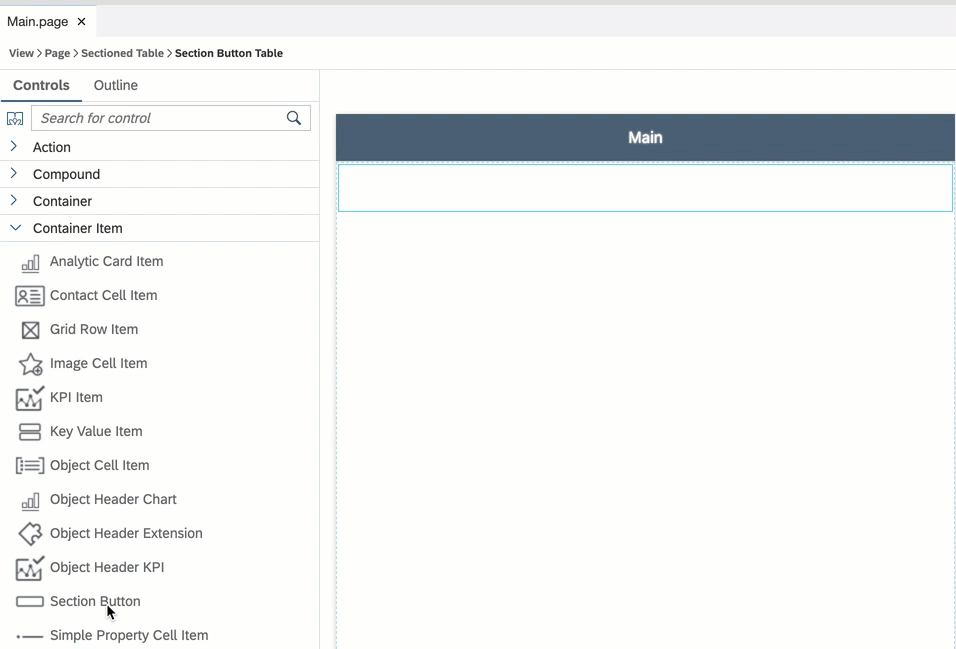 Main.page ×
View > Page > Sectioned Table > Section Button Table
Controls Outline
Search for control
Main
Action
Compound
Container
Container Item
Analytic Card Item
Contact Cell Item
Grid Row Item
Image Cell Item
KPI Item
Key Value Item
Object Cell Item
Object Header Chart
Object Header Extension
Object Header KPI
Section Button
Simple Property Cell Item